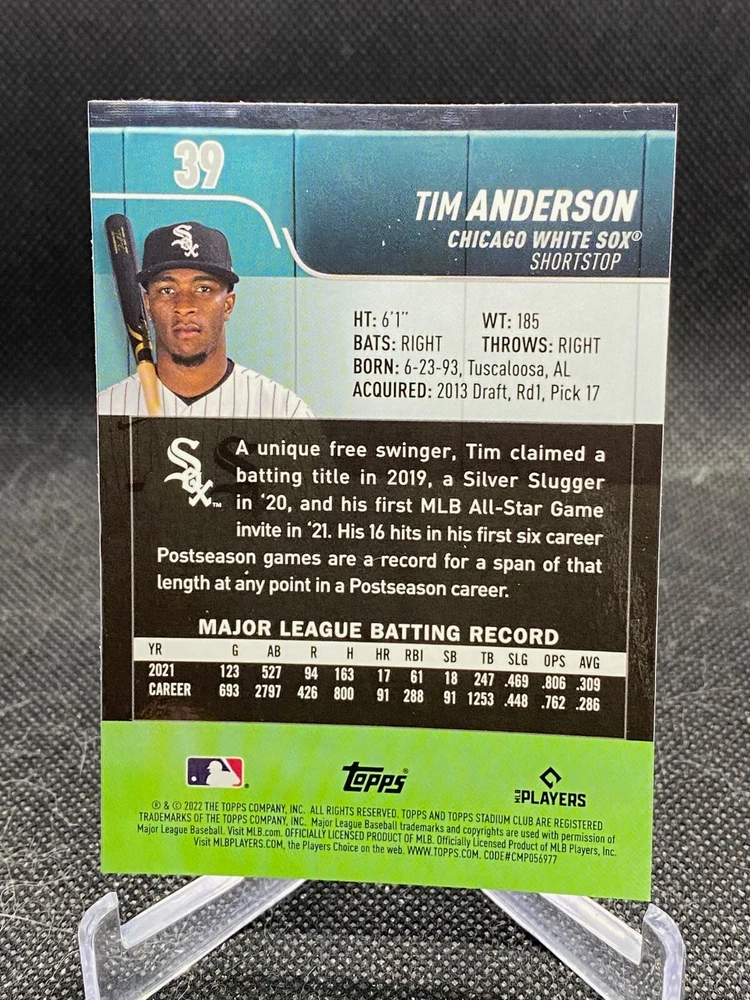 39
TIM ANDERSON
CHICAGO WHITE SOX®
SHORTSTOP
HT: 6'1" WT: 185
BATS: RIGHT THROWS: RIGHT
BORN: 6-23-93, Tuscaloosa, AL
ACQUIRED: 2013 Draft, Rd1, Pick 17
Sox
Sox™
A unique free swinger, Tim claimed a
batting title in 2019, a Silver Slugger
in '20, and his first MLB All-Star Game
invite in '21. His 16 hits in his first six career
Postseason games are a record for a span of that
length at any point in a Postseason career.
MAJOR LEAGUE BATTING RECORD
YR G AB R H HR RBI SB TB SLG OPS AVG
2021 123 527 94 163 17 61 18 247 .469 .806 .309
CAREER 693 2797 426 800 91 288 91 1253 .448 .762 .286
topps®
MLB PLAYERS
® & © 2022 THE TOPPS COMPANY, INC. ALL RIGHTS RESERVED. TOPPS AND TOPPS STADIUM CLUB ARE REGISTERED
TRADEMARKS OF THE TOPPS COMPANY, INC. Major League Baseball trademarks and copyrights are used with permission of
Major League Baseball. Visit MLB.com. OFFICIALLY LICENSED PRODUCT OF MLB. Officially Licensed Product of MLB Players, Inc.
Visit MLBPLAYERS.COM, the Players Choice on the web. WWW.TOPPS.COM. CODE#CMP056977